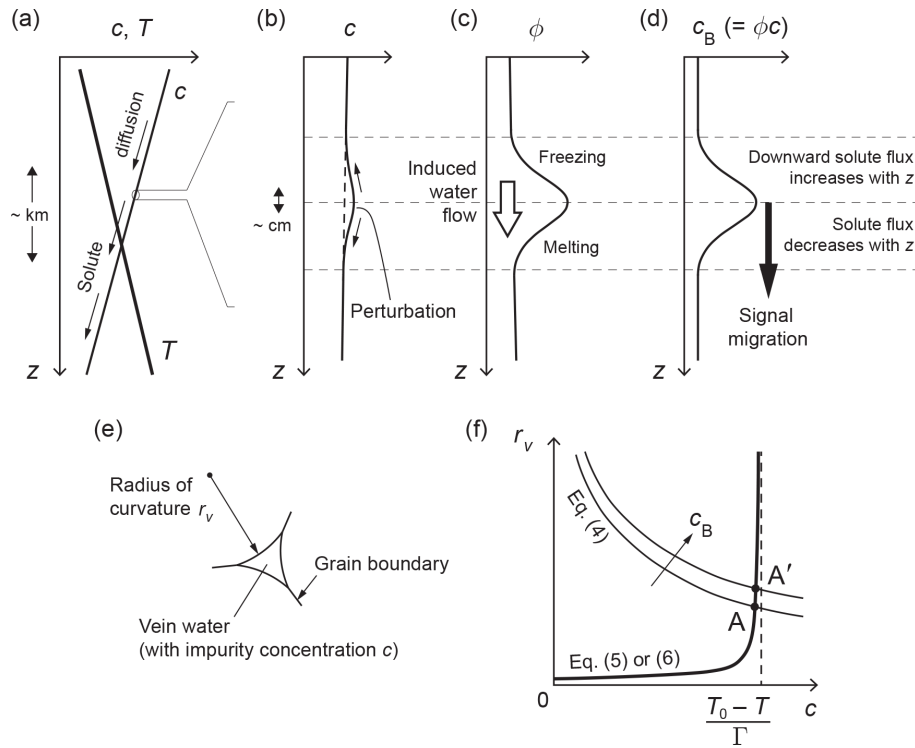 (a)
c, T
c
diffusion
Solute
~ km
T
z
(b)
c
~ cm
Perturbation
z
(c)
ϕ
Induced
water
flow
Freezing
Melting
z
(d)
c_B (= ϕc)
Downward solute flux
increases with z
Solute flux
decreases with z
Signal
migration
z
(e)
Radius of
curvature r_v
Grain boundary
Vein water
(with impurity concentration c)
(f)
r_v
Eq. (4)
c_B
A′
A
Eq. (5) or (6)
0
T_0 – T
Γ
c